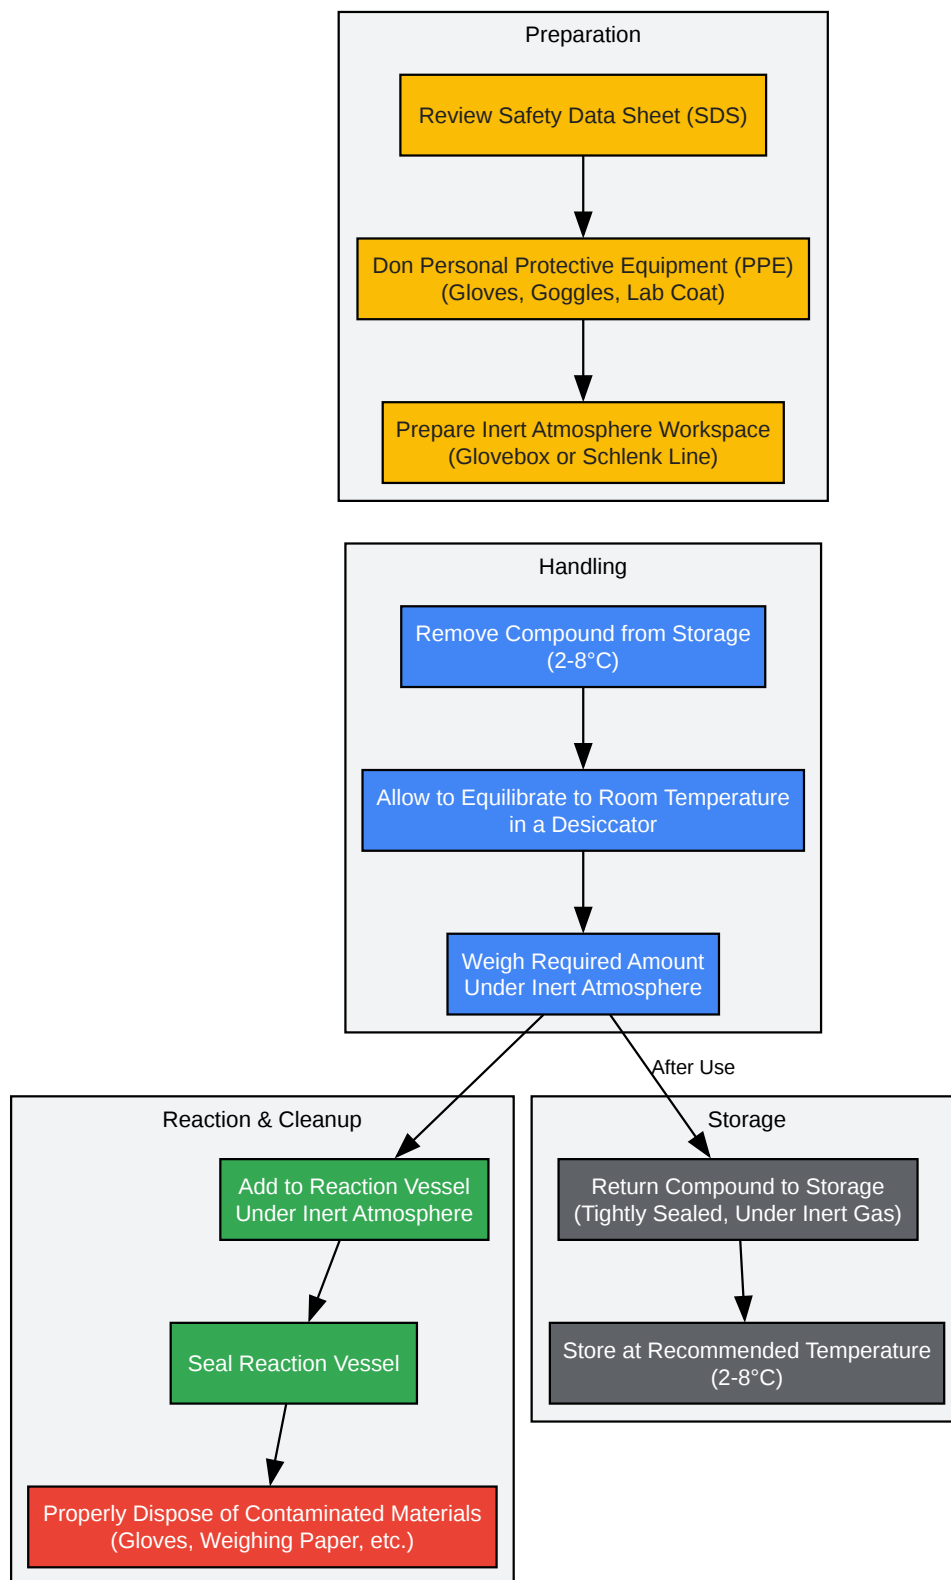 Preparation
Review Safety Data Sheet (SDS)
Don Personal Protective Equipment (PPE)
(Gloves, Goggles, Lab Coat)
Prepare Inert Atmosphere Workspace
(Glovebox or Schlenk Line)
Handling
Remove Compound from Storage
(2-8°C)
Allow to Equilibrate to Room Temperature
in a Desiccator
Weigh Required Amount
Under Inert Atmosphere
After Use
Reaction & Cleanup
Add to Reaction Vessel
Under Inert Atmosphere
Seal Reaction Vessel
Properly Dispose of Contaminated Materials
(Gloves, Weighing Paper, etc.)
Storage
Return Compound to Storage
(Tightly Sealed, Under Inert Gas)
Store at Recommended Temperature
(2-8°C)